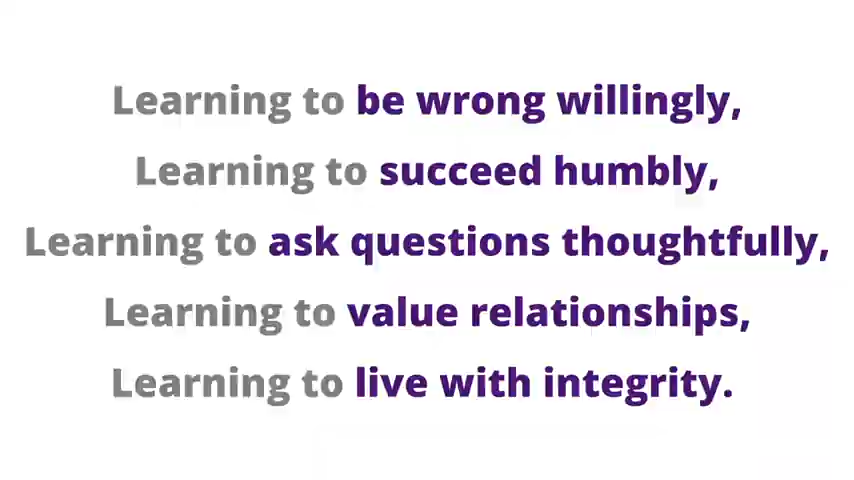 Learning to be wrong willingly,
Learning to succeed humbly,
Learning to ask questions thoughtfully,
Learning to value relationships,
Learning to live with integrity.